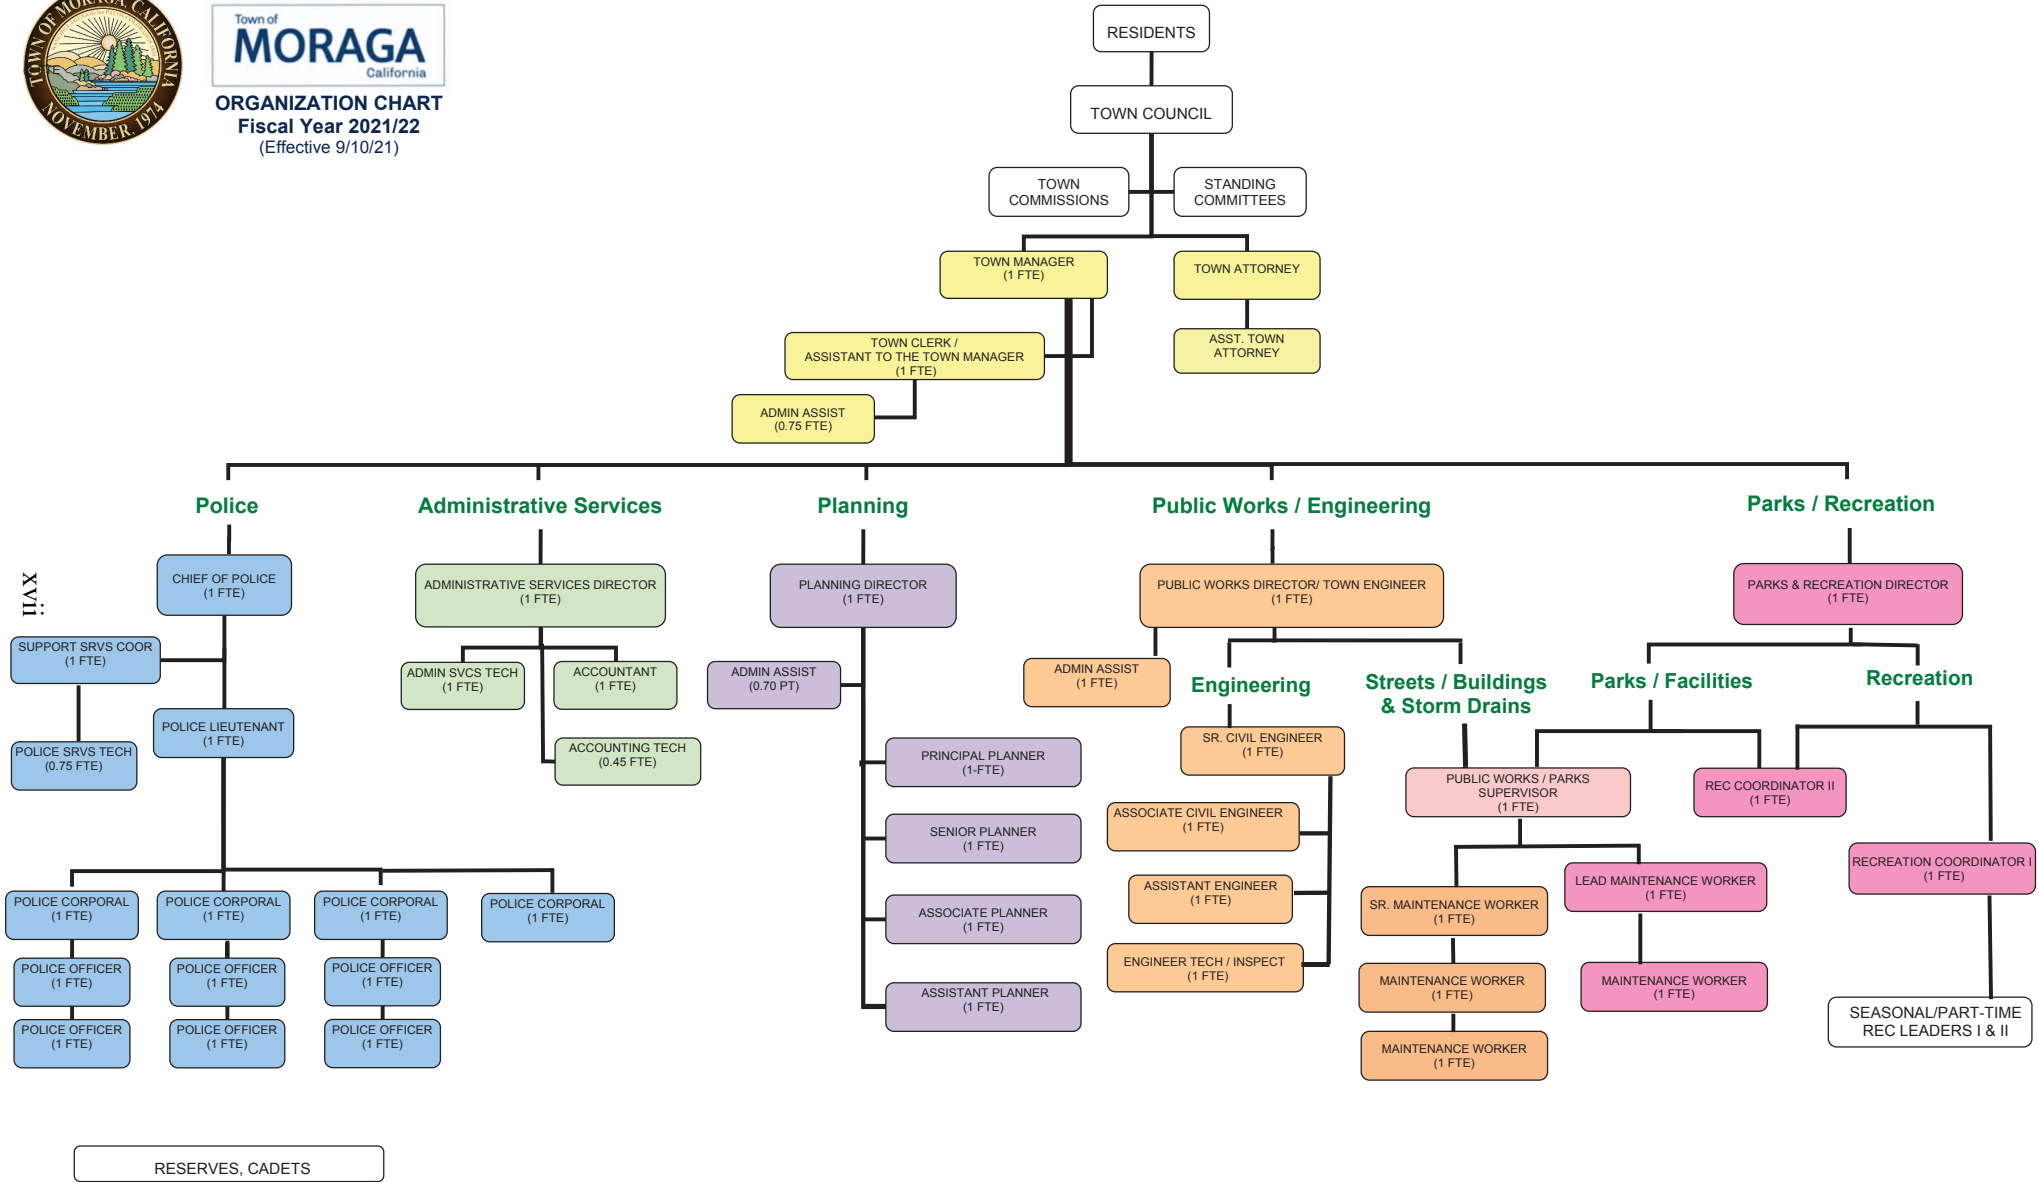 TOWN OF MORAGA CALIFORNIA
NOVEMBER, 1974
Town of
MORAGA
California
ORGANIZATION CHART
Fiscal Year 2021/22
(Effective 9/10/21)
RESIDENTS
TOWN COUNCIL
TOWN
COMMISSIONS
STANDING
COMMITTEES
TOWN MANAGER
(1 FTE)
TOWN ATTORNEY
TOWN CLERK /
ASSISTANT TO THE TOWN MANAGER
(1 FTE)
ASST. TOWN
ATTORNEY
ADMIN ASSIST
(0.75 FTE)
Police
CHIEF OF POLICE
(1 FTE)
xvii
SUPPORT SRVS COOR
(1 FTE)
POLICE SRVS TECH
(0.75 FTE)
POLICE LIEUTENANT
(1 FTE)
POLICE CORPORAL
(1 FTE)
POLICE OFFICER
(1 FTE)
POLICE OFFICER
(1 FTE)
POLICE CORPORAL
(1 FTE)
POLICE OFFICER
(1 FTE)
POLICE OFFICER
(1 FTE)
POLICE CORPORAL
(1 FTE)
POLICE OFFICER
(1 FTE)
POLICE OFFICER
(1 FTE)
POLICE CORPORAL
(1 FTE)
RESERVES, CADETS
Administrative Services
ADMINISTRATIVE SERVICES DIRECTOR
(1 FTE)
ADMIN SVCS TECH
(1 FTE)
ACCOUNTANT
(1 FTE)
ACCOUNTING TECH
(0.45 FTE)
Planning
PLANNING DIRECTOR
(1 FTE)
ADMIN ASSIST
(0.70 PT)
PRINCIPAL PLANNER
(1-FTE)
SENIOR PLANNER
(1 FTE)
ASSOCIATE PLANNER
(1 FTE)
ASSISTANT PLANNER
(1 FTE)
Public Works / Engineering
PUBLIC WORKS DIRECTOR/ TOWN ENGINEER
(1 FTE)
ADMIN ASSIST
(1 FTE)
Engineering
SR. CIVIL ENGINEER
(1 FTE)
ASSOCIATE CIVIL ENGINEER
(1 FTE)
ASSISTANT ENGINEER
(1 FTE)
ENGINEER TECH / INSPECT
(1 FTE)
Streets / Buildings
& Storm Drains
PUBLIC WORKS / PARKS
SUPERVISOR
(1 FTE)
SR. MAINTENANCE WORKER
(1 FTE)
MAINTENANCE WORKER
(1 FTE)
MAINTENANCE WORKER
(1 FTE)
Parks / Recreation
PARKS & RECREATION DIRECTOR
(1 FTE)
Parks / Facilities
LEAD MAINTENANCE WORKER
(1 FTE)
MAINTENANCE WORKER
(1 FTE)
Recreation
REC COORDINATOR II
(1 FTE)
RECREATION COORDINATOR I
(1 FTE)
SEASONAL/PART-TIME
REC LEADERS I & II